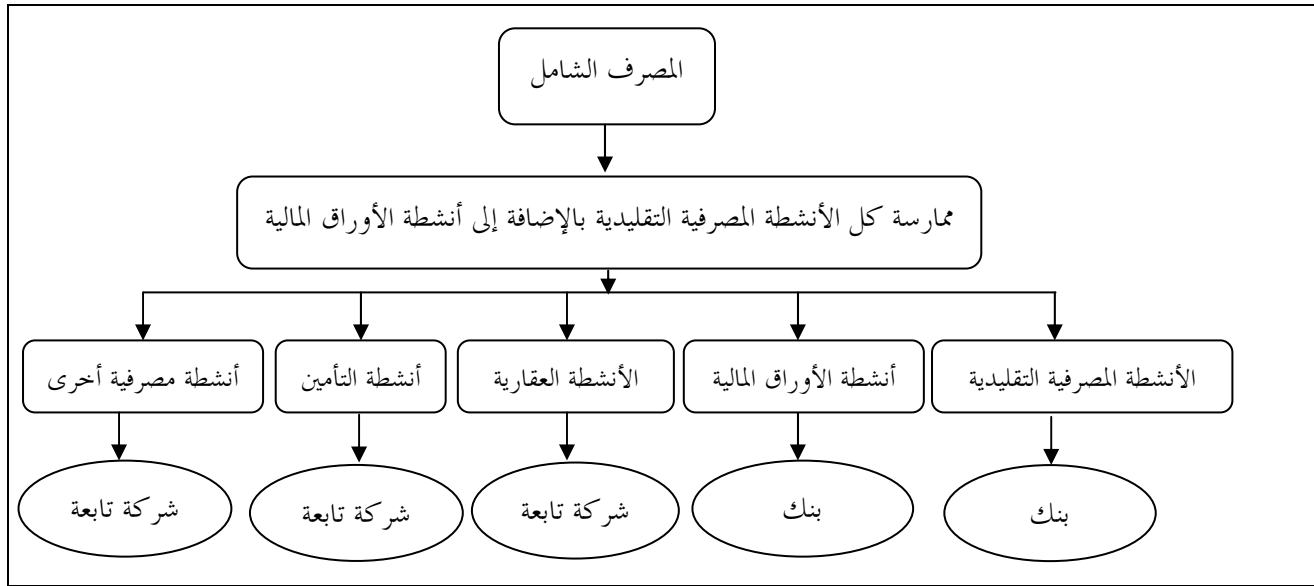 المصرف الشامل
ممارسة كل الأنشطة المصرفية التقليدية بالإضافة إلى أنشطة الأوراق المالية
الأنشطة المصرفية التقليدية
أنشطة الأوراق المالية
الأنشطة العقارية
أنشطة التأمين
أنشطة مصرفية أخرى
بنك
بنك
شركة تابعة
شركة تابعة
شركة تابعة